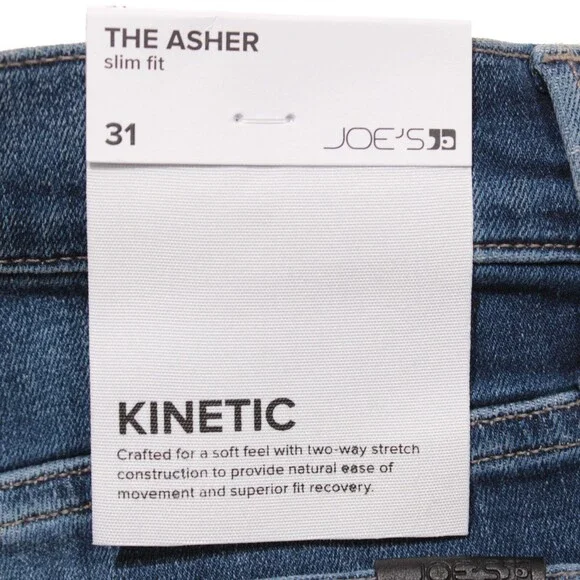 THE ASHER
slim fit
31
JOE'S
KINETIC
Crafted for a soft feel with two-way stretch
construction to provide natural ease of
movement and superior fit recovery.
JOE'S